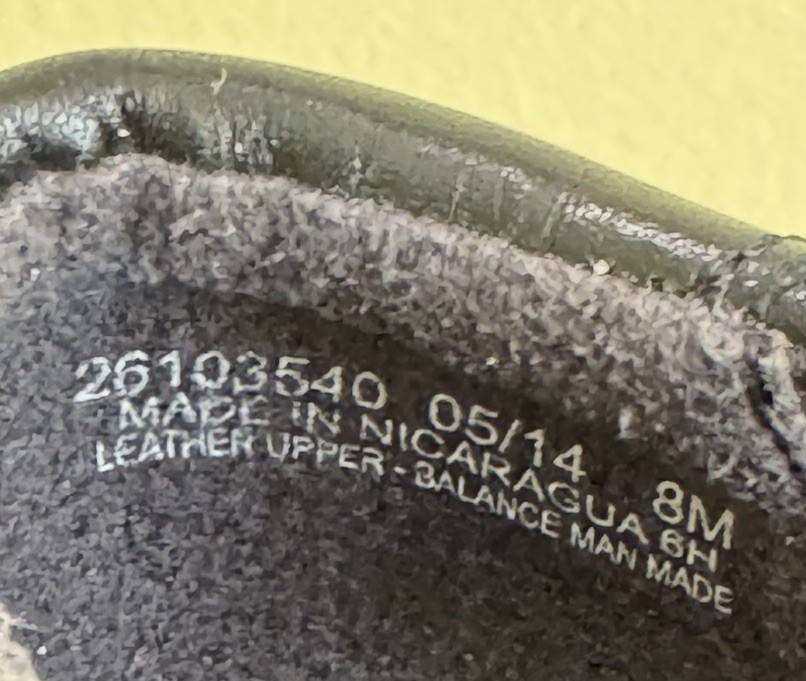 26103540 05/14 8M
MADE IN NICARAGUA 6H
LEATHER UPPER - BALANCE MAN MADE